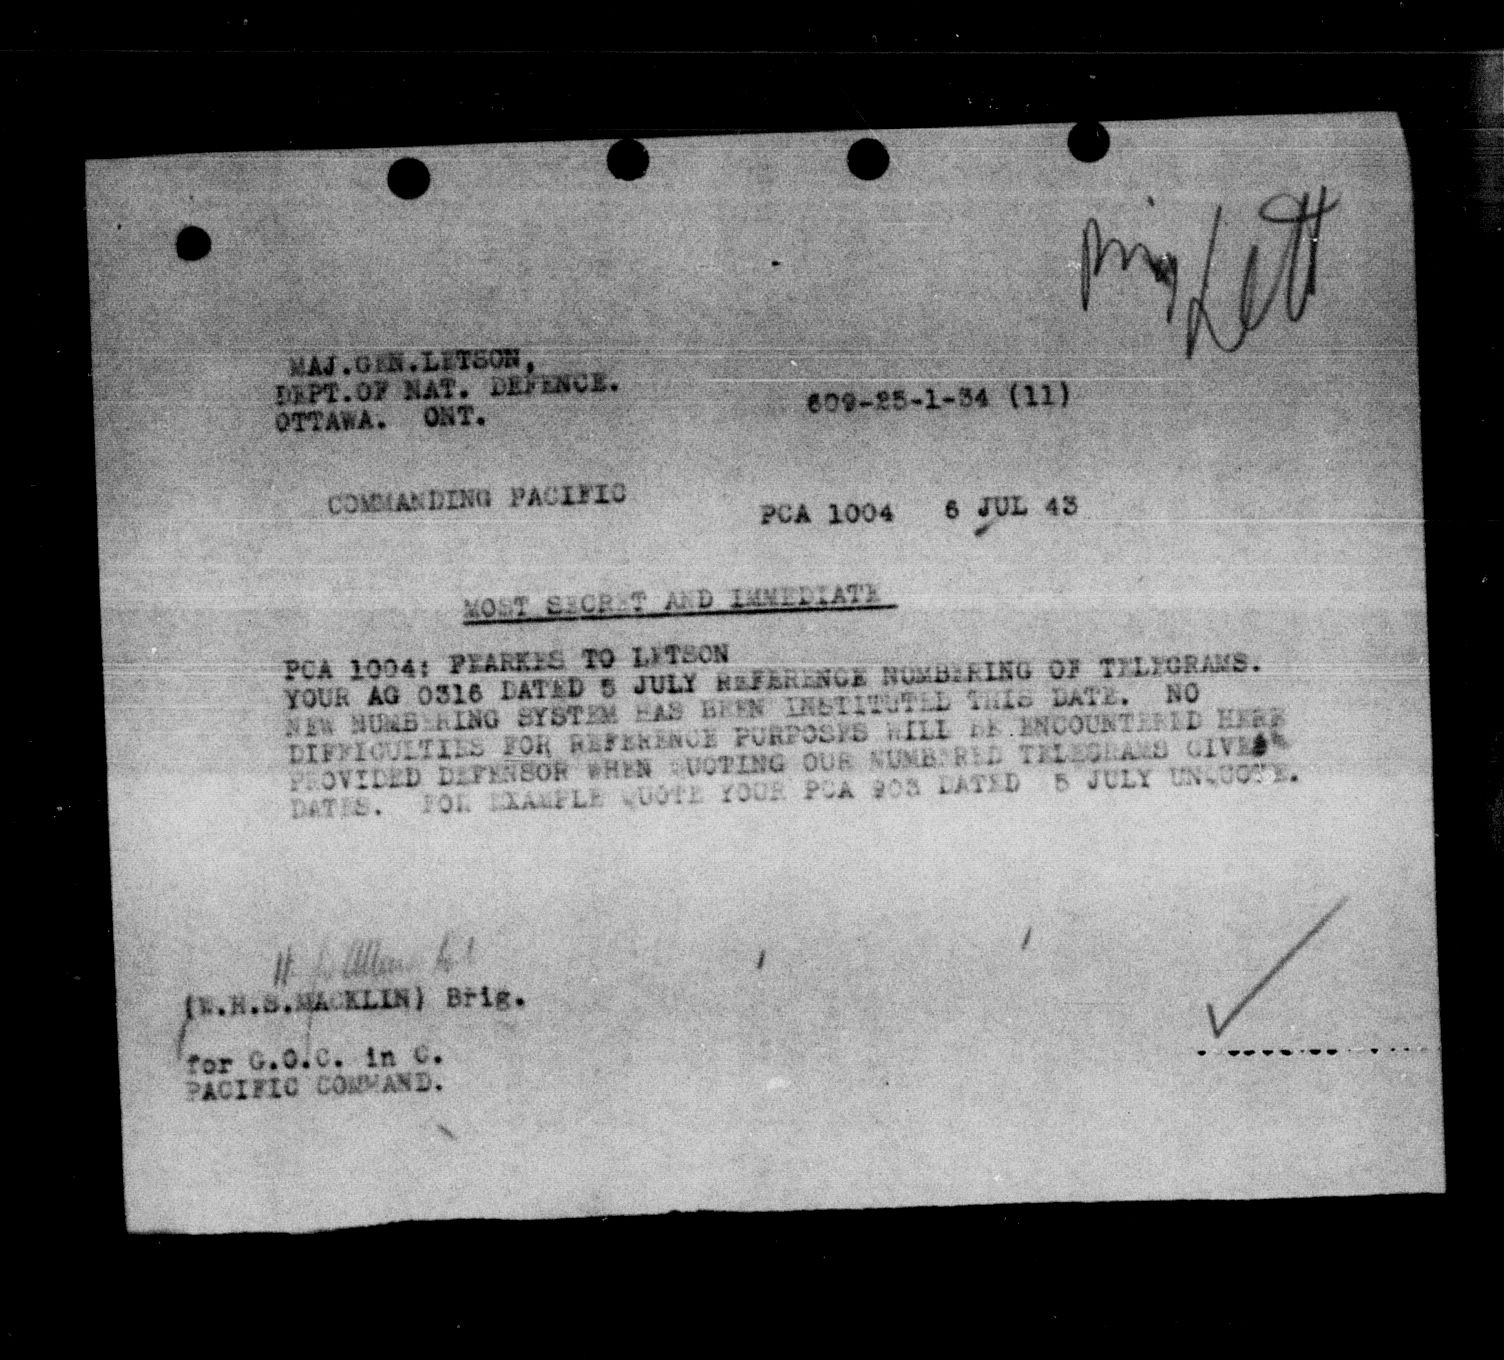 Lett
MAJ.GEN.LETSON,
DEPT.OF NAT. DEFENCE.
OTTAWA. ONT.
609-25-1-34 (11)
COMMANDING PACIFIC
PCA 1004 6 JUL 43
MOST SECRET AND IMMEDIATE
PCA 1004: PEARKES TO LETSON
YOUR AG 0316 DATED 5 JULY REFERENCE NUMBERING OF TELEGRAMS.
NEW NUMBERING SYSTEM HAS BEEN INSTITUTED THIS DATE. NO
DIFFICULTIES FOR REFERENCE PURPOSES WILL BE ENCOUNTERED HERE
PROVIDED DEFENSOR WHEN QUOTING OUR NUMBERED TELEGRAMS GIVES
DATES. FOR EXAMPLE QUOTE YOUR PCA 903 DATED 5 JULY UNQUOTE.
(W.H.S.MACKLIN) Brig.
for G.O.C. in C.
PACIFIC COMMAND.